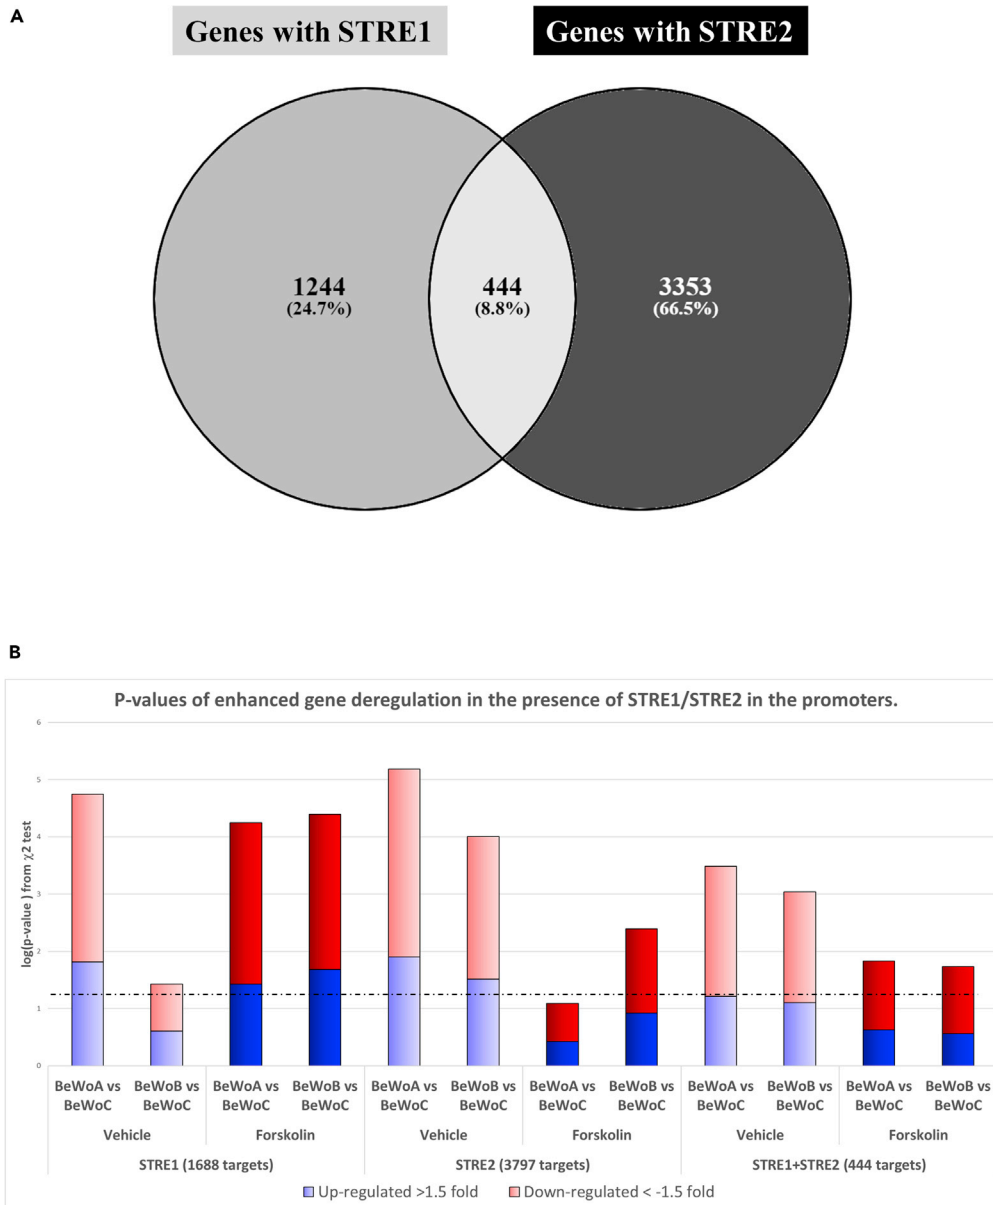 A
Genes with STRE1
Genes with STRE2
1244
(24.7%)
444
(8.8%)
3353
(66.5%)
B
P-values of enhanced gene deregulation in the presence of STRE1/STRE2 in the promoters.
log(p-value ) from χ2 test
6
5
4
3
2
1
0
BeWoA vs BeWoB vs BeWoA vs BeWoB vs BeWoA vs BeWoB vs BeWoA vs BeWoB vs BeWoA vs BeWoB vs BeWoA vs BeWoB vs
BeWoC BeWoC BeWoC BeWoC BeWoC BeWoC BeWoC BeWoC BeWoC BeWoC BeWoC BeWoC
Vehicle Forskolin Vehicle Forskolin Vehicle Forskolin
STRE1 (1688 targets) STRE2 (3797 targets) STRE1+STRE2 (444 targets)
Up-regulated >1.5 fold Down-regulated < -1.5 fold